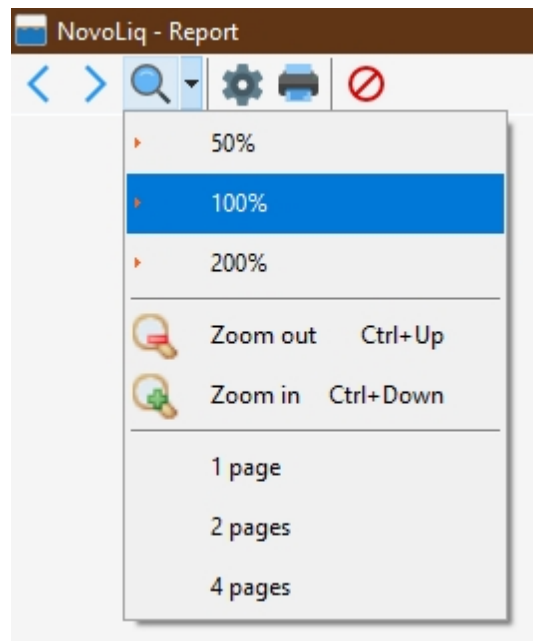 NovoLiq - Report
50%
100%
200%
Zoom out Ctrl+Up
Zoom in Ctrl+Down
1 page
2 pages
4 pages